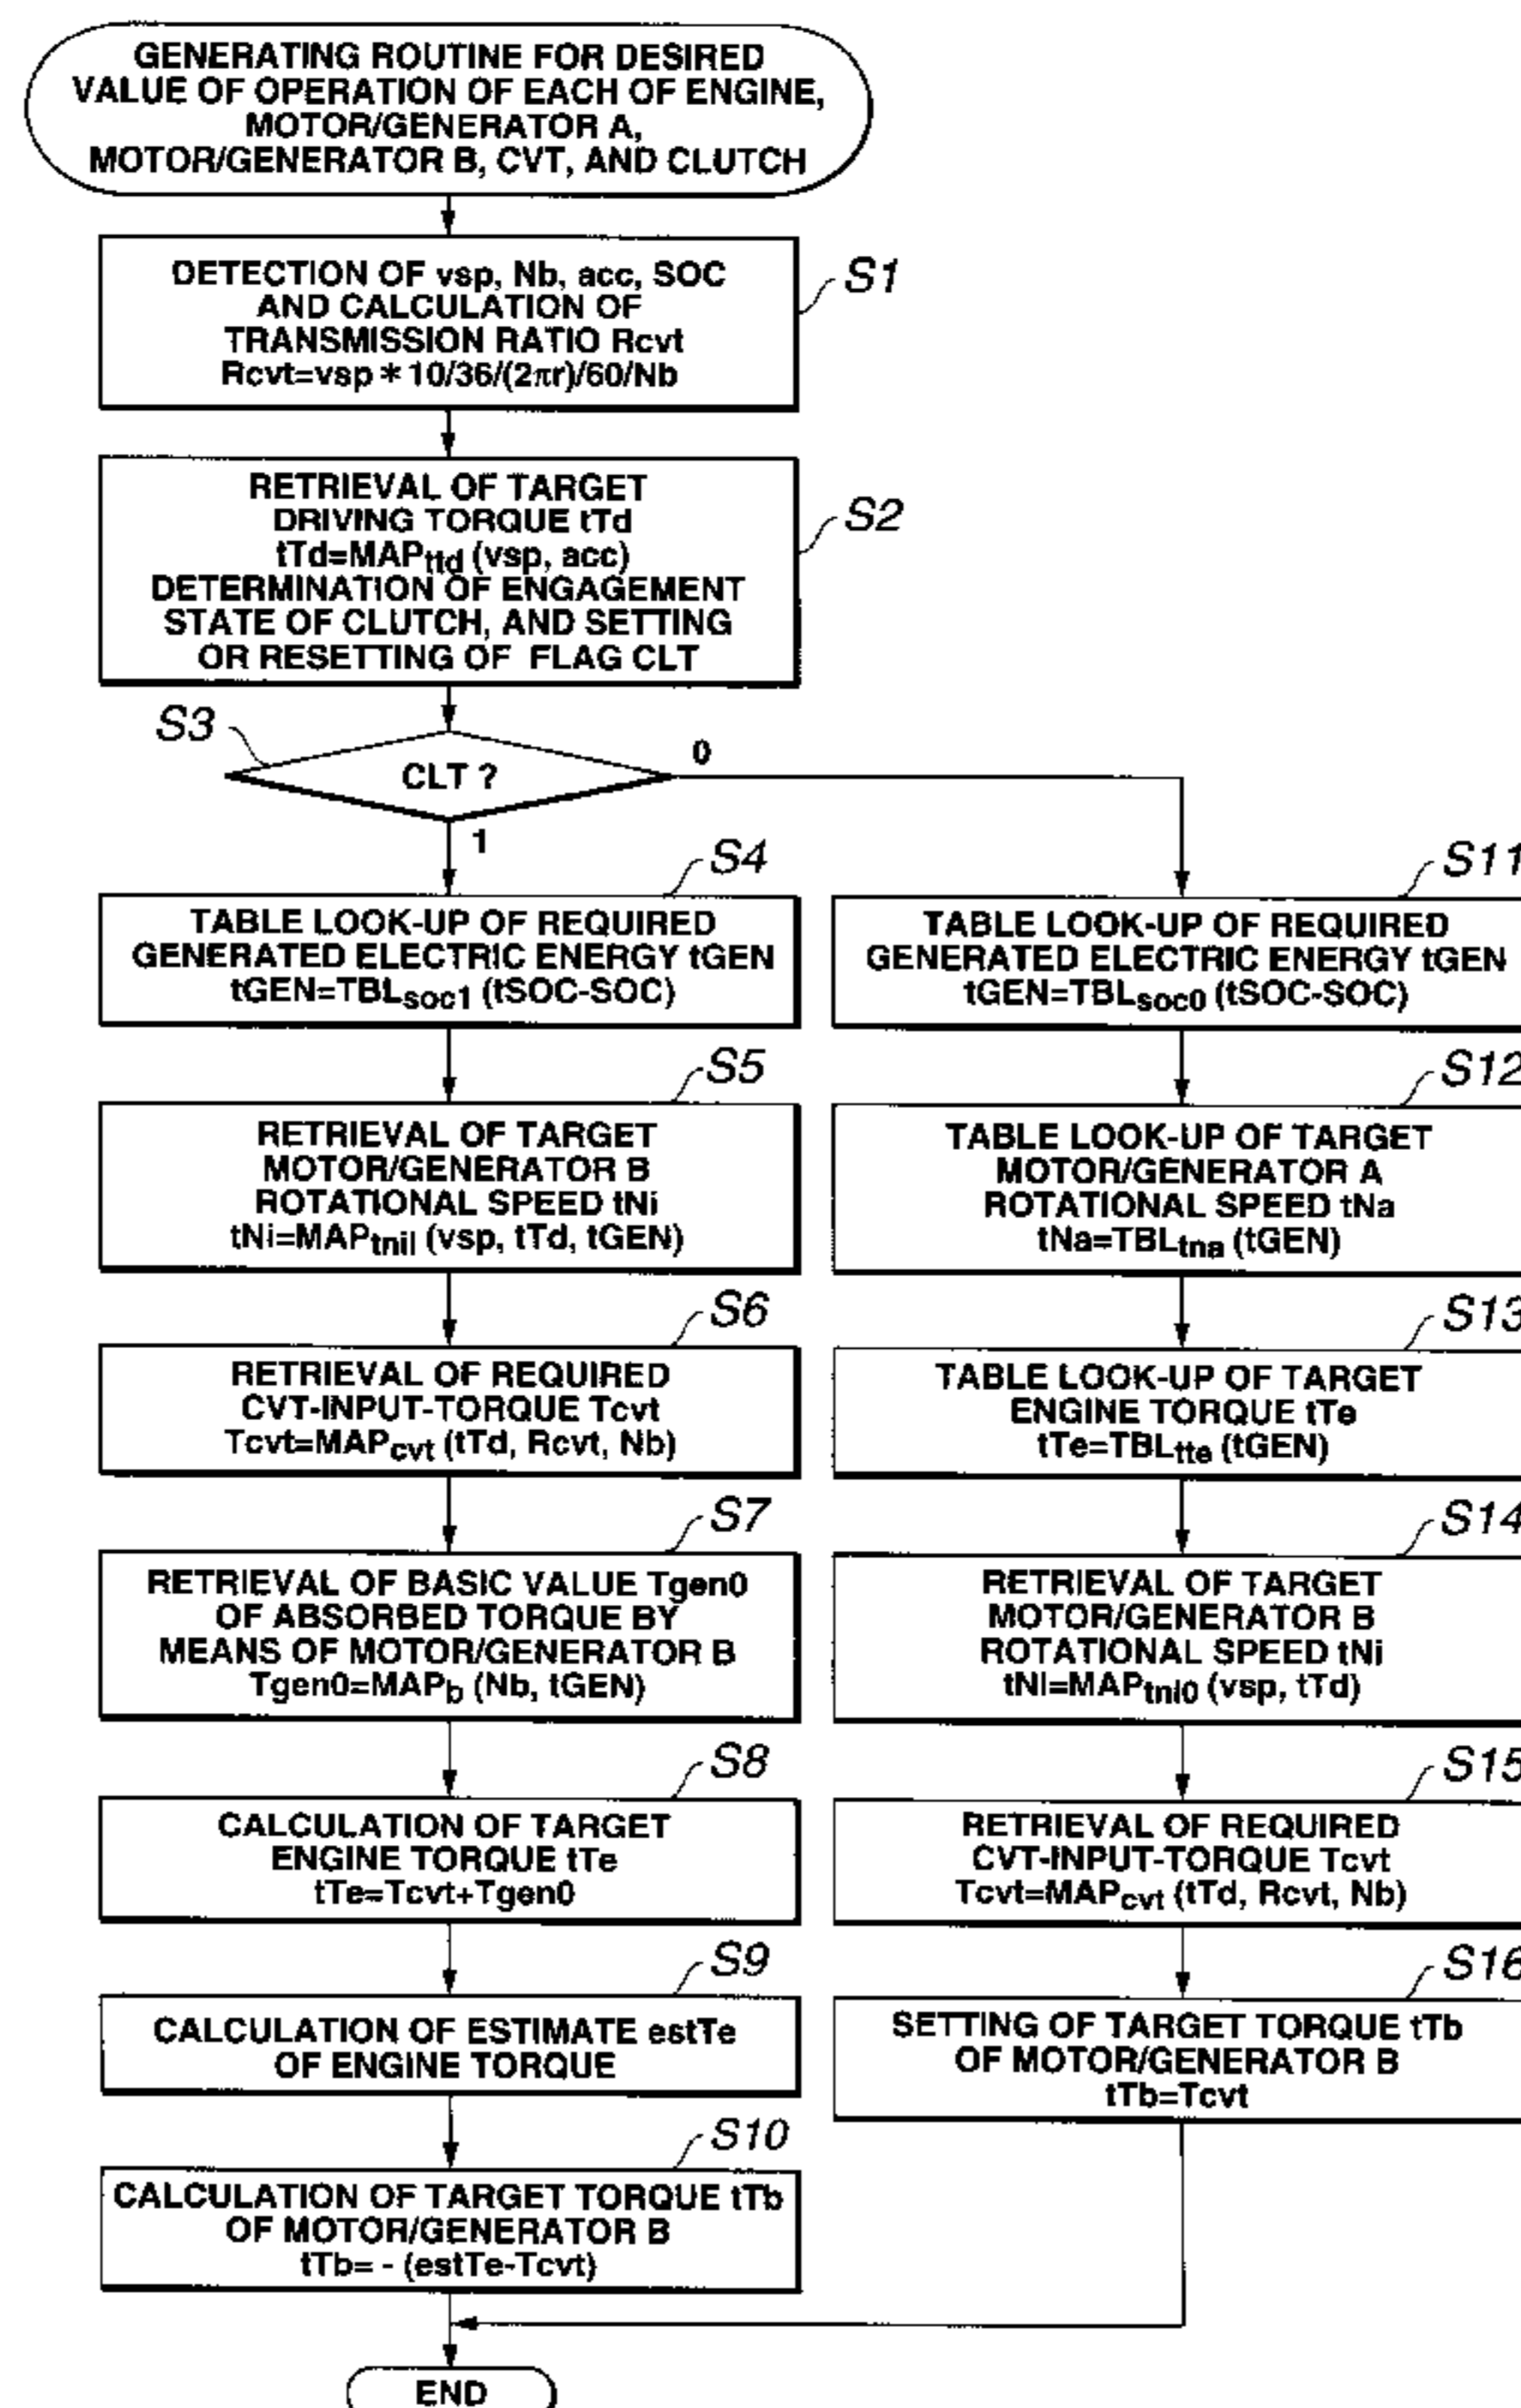 GENERATING ROUTINE FOR DESIRED
VALUE OF OPERATION OF EACH OF ENGINE,
MOTOR/GENERATOR A,
MOTOR/GENERATOR B, CVT, AND CLUTCH
DETECTION OF vsp, Nb, acc, SOC
AND CALCULATION OF
TRANSMISSION RATIO Rcvt
Rcvt=vsp * 10/36/(2πr)/60/Nb
S1
RETRIEVAL OF TARGET
DRIVING TORQUE tTd
tTd=MAPttd (vsp, acc)
DETERMINATION OF ENGAGEMENT
STATE OF CLUTCH, AND SETTING
OR RESETTING OF FLAG CLT
S2
S3
CLT ?
0
1
S4
TABLE LOOK-UP OF REQUIRED
GENERATED ELECTRIC ENERGY tGEN
tGEN=TBLsoc1 (tSOC-SOC)
S5
RETRIEVAL OF TARGET
MOTOR/GENERATOR B
ROTATIONAL SPEED tNi
tNi=MAPtnil (vsp, tTd, tGEN)
S6
RETRIEVAL OF REQUIRED
CVT-INPUT-TORQUE Tcvt
Tcvt=MAPcvt (tTd, Rcvt, Nb)
S7
RETRIEVAL OF BASIC VALUE Tgen0
OF ABSORBED TORQUE BY
MEANS OF MOTOR/GENERATOR B
Tgen0=MAPb (Nb, tGEN)
S8
CALCULATION OF TARGET
ENGINE TORQUE tTe
tTe=Tcvt+Tgen0
S9
CALCULATION OF ESTIMATE estTe
OF ENGINE TORQUE
S10
CALCULATION OF TARGET TORQUE tTb
OF MOTOR/GENERATOR B
tTb= - (estTe-Tcvt)
S11
TABLE LOOK-UP OF REQUIRED
GENERATED ELECTRIC ENERGY tGEN
tGEN=TBLsoc0 (tSOC-SOC)
S12
TABLE LOOK-UP OF TARGET
MOTOR/GENERATOR A
ROTATIONAL SPEED tNa
tNa=TBLtna (tGEN)
S13
TABLE LOOK-UP OF TARGET
ENGINE TORQUE tTe
tTe=TBLtte (tGEN)
S14
RETRIEVAL OF TARGET
MOTOR/GENERATOR B
ROTATIONAL SPEED tNi
tNi=MAPtni0 (vsp, tTd)
S15
RETRIEVAL OF REQUIRED
CVT-INPUT-TORQUE Tcvt
Tcvt=MAPcvt (tTd, Rcvt, Nb)
S16
SETTING OF TARGET TORQUE tTb
OF MOTOR/GENERATOR B
tTb=Tcvt
END